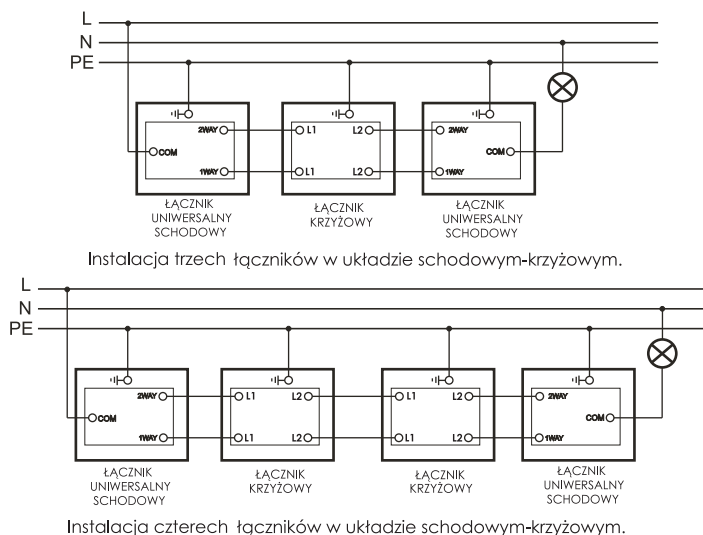 L
N
PE
2WAY L1 L2 2WAY
COM COM
1WAY L1 L2 1WAY
ŁĄCZNIK UNIWERSALNY SCHODOWY
ŁĄCZNIK KRZYŻOWY
ŁĄCZNIK UNIWERSALNY SCHODOWY
Instalacja trzech łączników w układzie schodowym-krzyżowym.
L
N
PE
2WAY L1 L2 L1 L2 2WAY
COM COM
1WAY L1 L2 L1 L2 1WAY
ŁĄCZNIK UNIWERSALNY SCHODOWY
ŁĄCZNIK KRZYŻOWY
ŁĄCZNIK KRZYŻOWY
ŁĄCZNIK UNIWERSALNY SCHODOWY
Instalacja czterech łączników w układzie schodowym-krzyżowym.